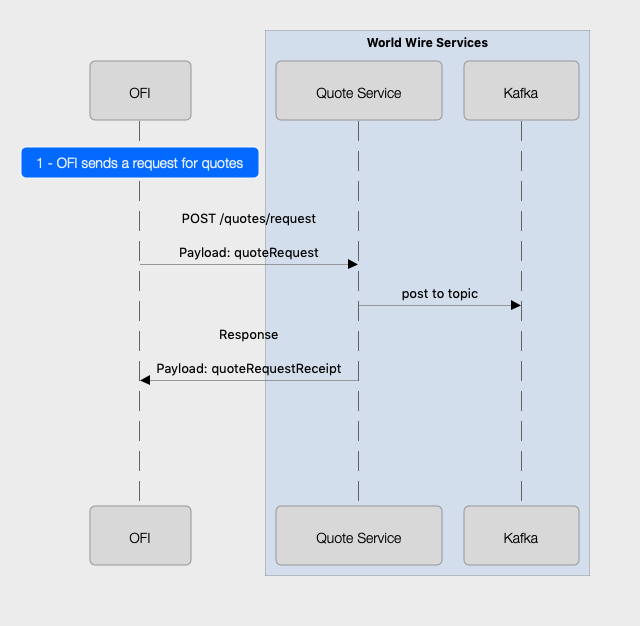 World Wire Services
OFI
Quote Service
Kafka
1 - OFI sends a request for quotes
POST /quotes/request
Payload: quoteRequest
post to topic
Response
Payload: quoteRequestReceipt
OFI
Quote Service
Kafka